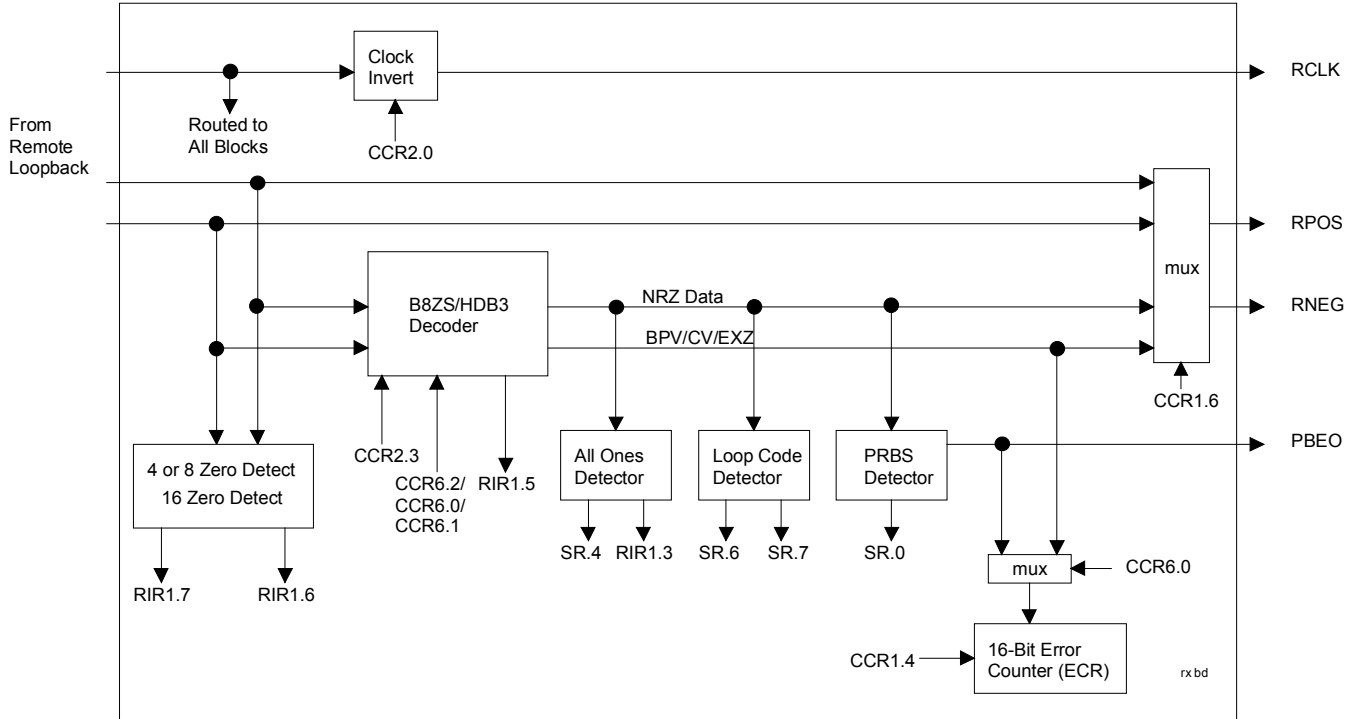 Clock
Invert
RCLK
From
Remote
Loopback
Routed to
All Blocks
CCR2.0
RPOS
mux
B8ZS/HDB3
Decoder
NRZ Data
RNEG
BPV/CV/EXZ
CCR1.6
4 or 8 Zero Detect
16 Zero Detect
CCR2.3
CCR6.2/
CCR6.0/
CCR6.1
RIR1.5
All Ones
Detector
Loop Code
Detector
PRBS
Detector
PBEO
SR.4
RIR1.3
SR.6
SR.7
SR.0
RIR1.7
RIR1.6
mux
CCR6.0
CCR1.4
16-Bit Error
Counter (ECR)
rx bd